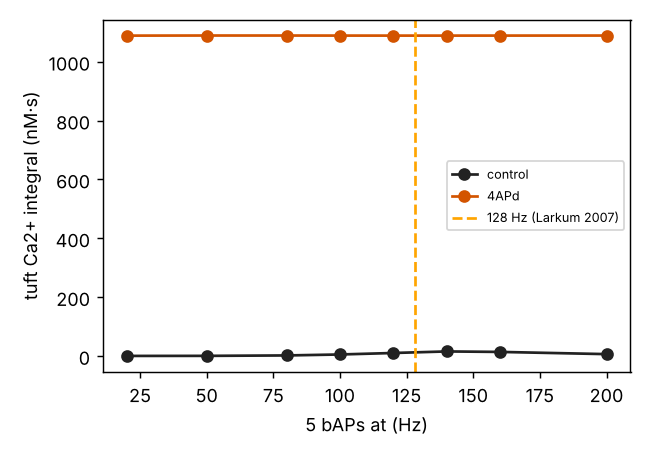 1000
800
600
400
200
0
tuft Ca2+ integral (nM·s)
control
4APd
128 Hz (Larkum 2007)
25 50 75 100 125 150 175 200
5 bAPs at (Hz)